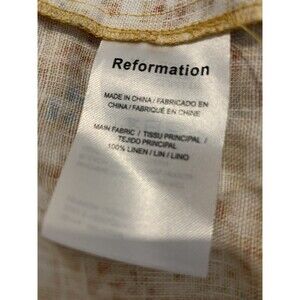 Reformation
MADE IN CHINA / FABRICADO EN
CHINA / FABRIQUÉ EN CHINE
MAIN FABRIC / TISSU PRINCIPAL /
TEJIDO PRINCIPAL
100% LINEN / LIN / LINO